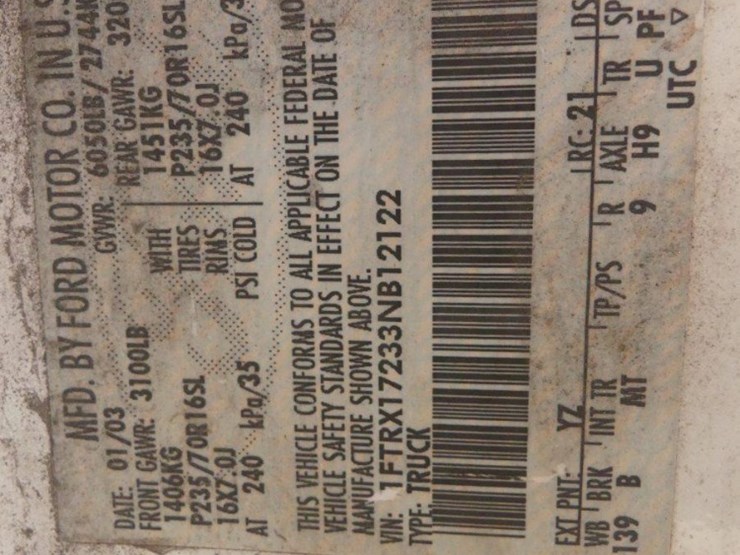 MFD. BY FORD MOTOR CO. IN U.S
DATE: 01/03 GVWR: 6050LB/ 2744K
FRONT GAWR: 3100LB REAR GAWR: 320
1406KG WITH 1451KG
P235/70R16SL TIRES P235/70R16SL
16X7.0J RIMS 16X7.0J
AT 240 kPa/35 PSI COLD AT 240 kPa/3
THIS VEHICLE CONFORMS TO ALL APPLICABLE FEDERAL MO
VEHICLE SAFETY STANDARDS IN EFFECT ON THE DATE OF
MANUFACTURE SHOWN ABOVE.
VIN: 1FTRX17233NB12122
TYPE: TRUCK
EXT PNT: YZ RC: 21 DS
WB BRK INT TR TP/PS R AXLE TR SP
139 B MT 9 H9 U PF
UTC ▽